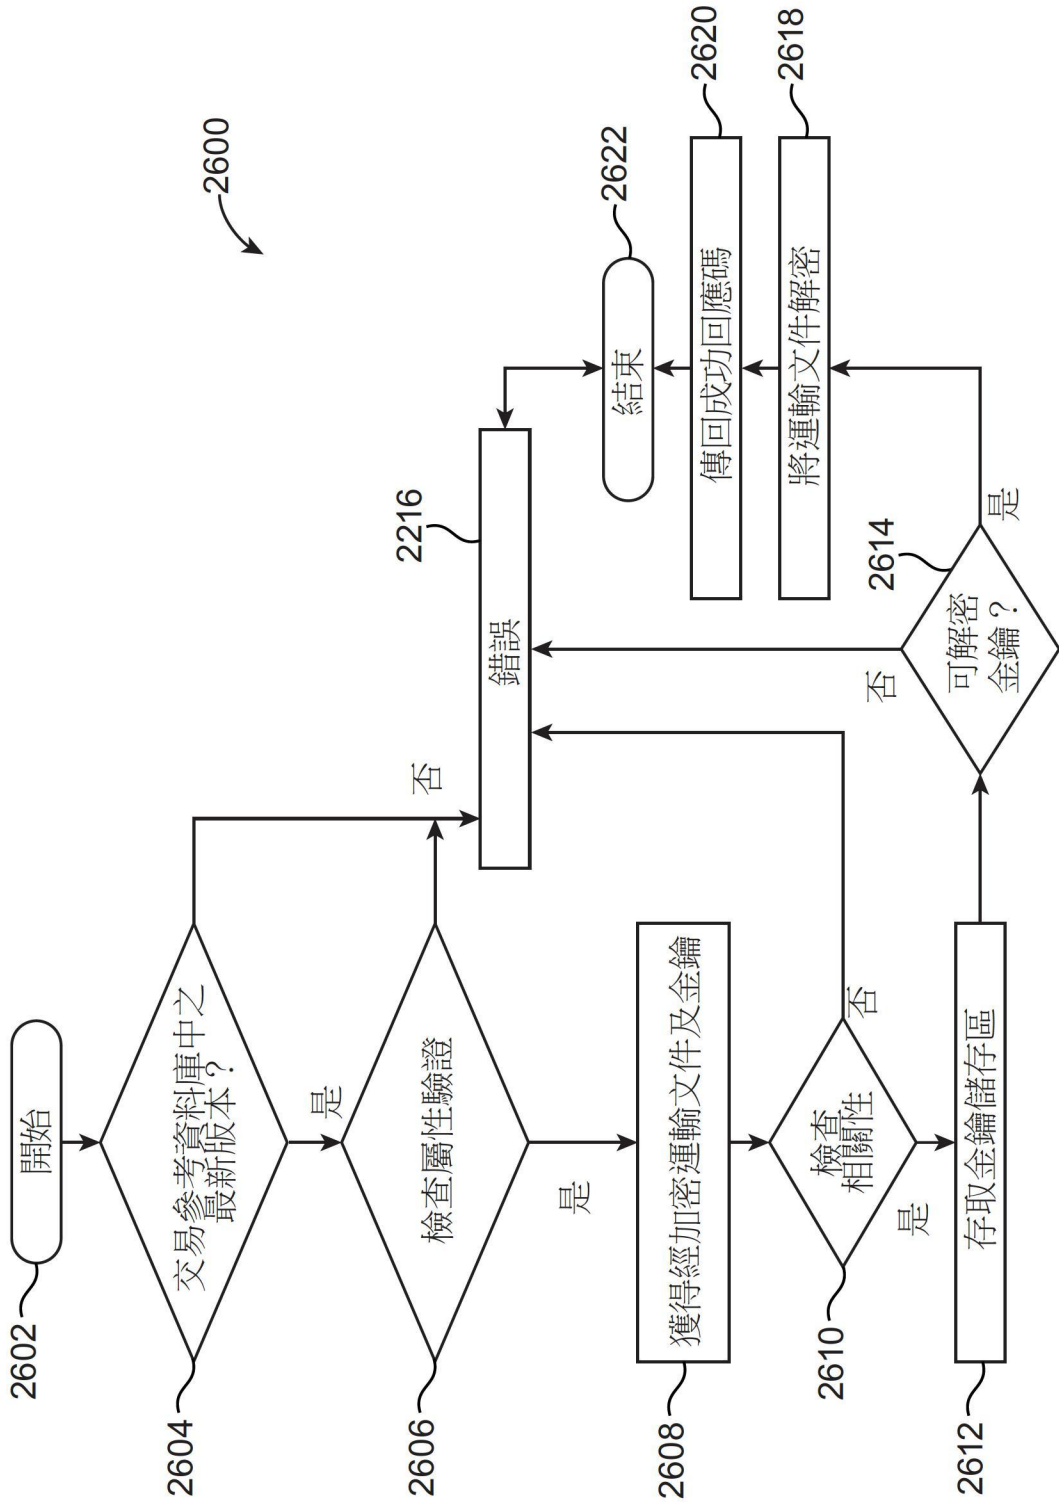 2600
2602
開始
2604
交易參考資料庫中之
最新版本？
是
否
2606
檢查屬性驗證
是
2216
錯誤
2608
獲得經加密運輸文件及金鑰
2610
檢查
相關性
否
是
2612
存取金鑰儲存區
2614
可解密
金鑰？
否
是
2618
將運輸文件解密
2620
傳回成功回應碼
2622
結束